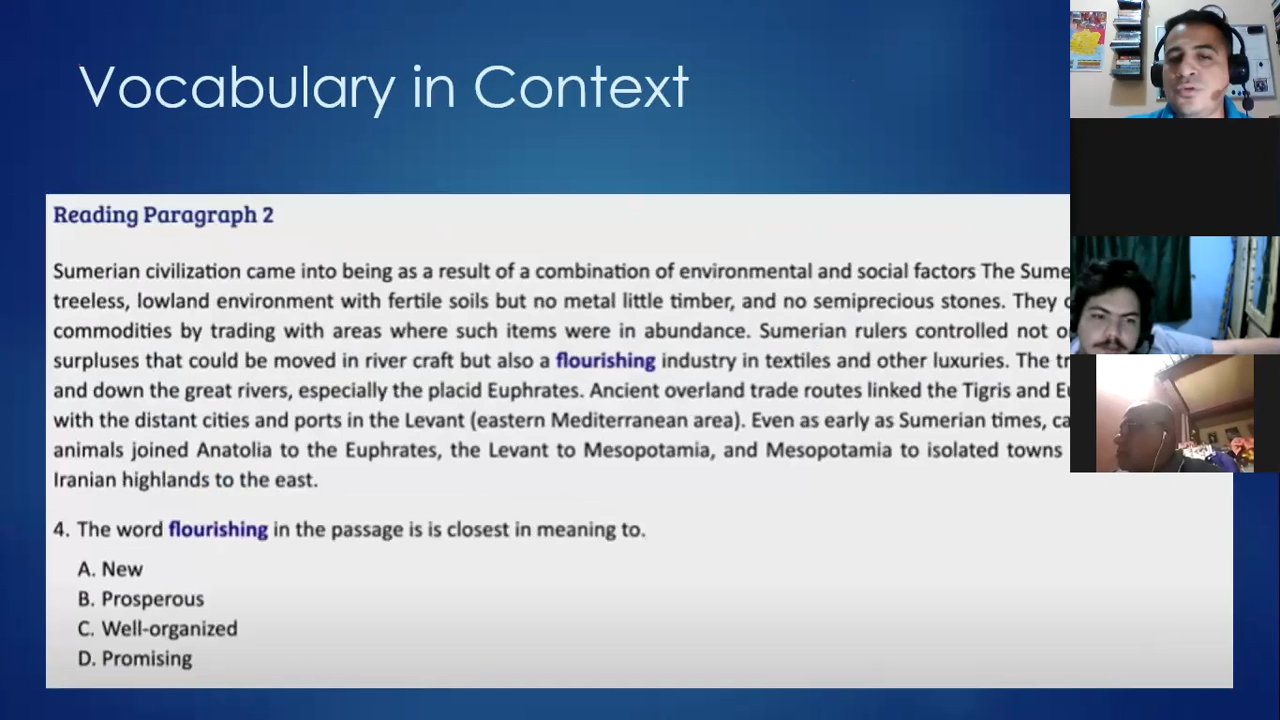 Vocabulary in Context
Reading Paragraph 2
Sumerian civilization came into being as a result of a combination of environmental and social factors The Sume
treeless, lowland environment with fertile soils but no metal little timber, and no semiprecious stones. They
commodities by trading with areas where such items were in abundance. Sumerian rulers controlled not o
surpluses that could be moved in river craft but also a flourishing industry in textiles and other luxuries. The tr
and down the great rivers, especially the placid Euphrates. Ancient overland trade routes linked the Tigris and Eu
with the distant cities and ports in the Levant (eastern Mediterranean area). Even as early as Sumerian times, ca
animals joined Anatolia to the Euphrates, the Levant to Mesopotamia, and Mesopotamia to isolated towns
Iranian highlands to the east.
4. The word flourishing in the passage is is closest in meaning to.
A. New
B. Prosperous
C. Well-organized
D. Promising